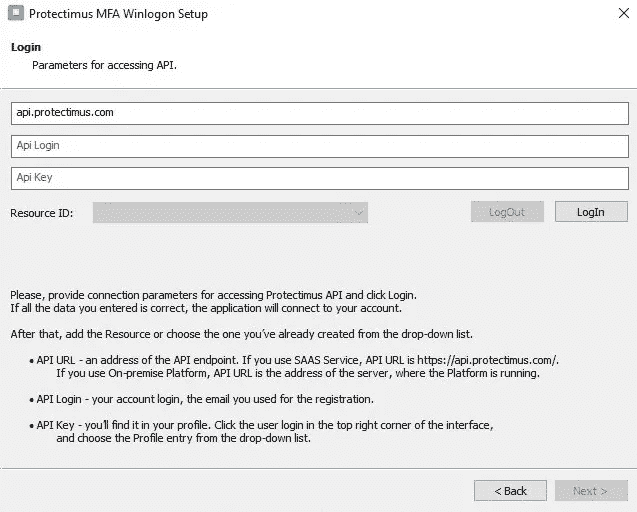 Protectimus MFA Winlogon Setup
Login
Parameters for accessing API.
api.protectimus.com
Api Login
Api Key
Resource ID:
LogOut
LogIn
Please, provide connection parameters for accessing Protectimus API and click Login.
If all the data you entered is correct, the application will connect to your account.
After that, add the Resource or choose the one you've already created from the drop-down list.
• API URL - an address of the API endpoint. If you use SAAS Service, API URL is https://api.protectimus.com/.
If you use On-premise Platform, API URL is the address of the server, where the Platform is running.
• API Login - your account login, the email you used for the registration.
• API Key - you'll find it in your profile. Click the user login in the top right corner of the interface,
and choose the Profile entry from the drop-down list.
< Back
Next >